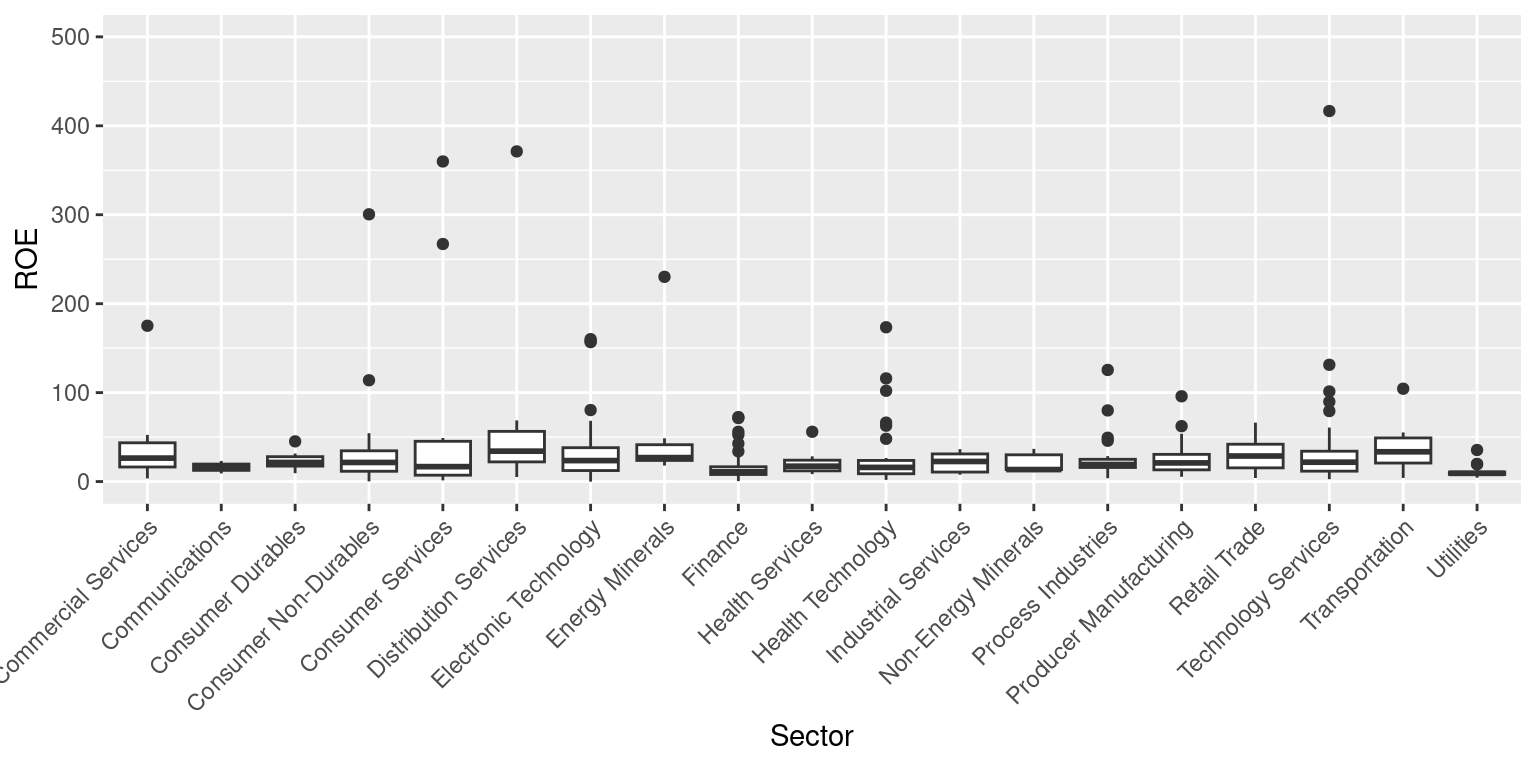 500
400
300
200
100
0
ROE
Commercial Services
Communications
Consumer Durables
Consumer Non-Durables
Consumer Services
Distribution Services
Electronic Technology
Energy Minerals
Finance
Health Services
Health Technology
Industrial Services
Non-Energy Minerals
Process Industries
Producer Manufacturing
Retail Trade
Technology Services
Transportation
Utilities
Sector